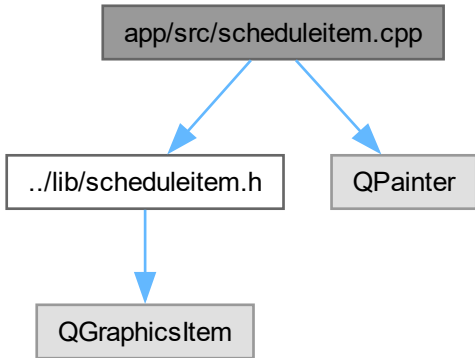 app/src/scheduleitem.cpp
../lib/scheduleitem.h
QPainter
QGraphicsItem